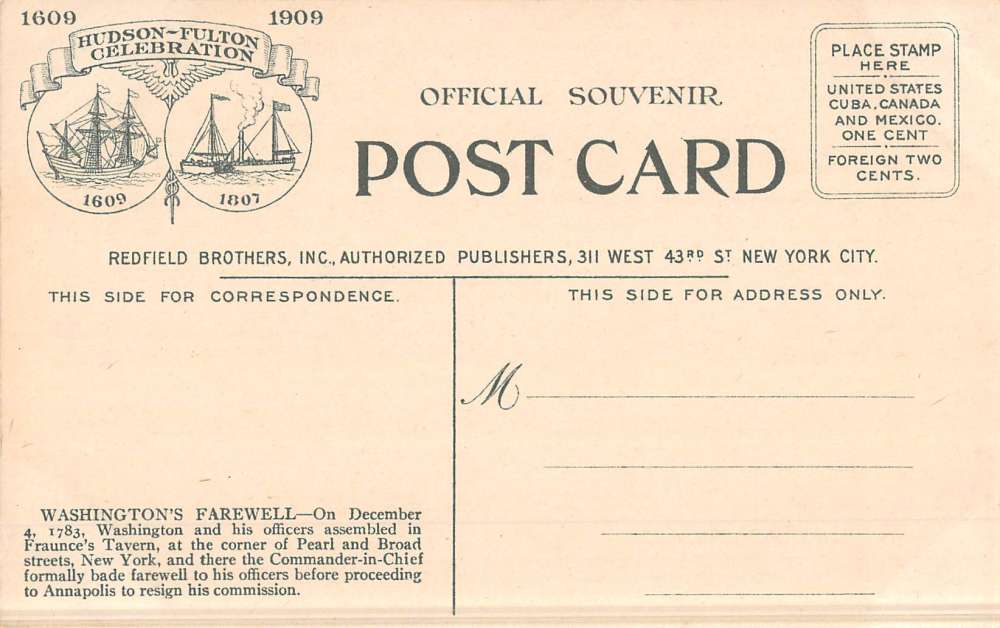 1609 1909
HUDSON-FULTON
CELEBRATION
1609
1807
OFFICIAL SOUVENIR
POST CARD
PLACE STAMP
HERE
UNITED STATES
CUBA, CANADA
AND MEXICO.
ONE CENT
FOREIGN TWO
CENTS.
REDFIELD BROTHERS, INC., AUTHORIZED PUBLISHERS, 311 WEST 43RD ST NEW YORK CITY.
THIS SIDE FOR CORRESPONDENCE.
THIS SIDE FOR ADDRESS ONLY.
M
WASHINGTON'S FAREWELL—On December
4, 1783, Washington and his officers assembled in
Fraunce's Tavern, at the corner of Pearl and Broad
streets, New York, and there the Commander-in-Chief
formally bade farewell to his officers before proceeding
to Annapolis to resign his commission.